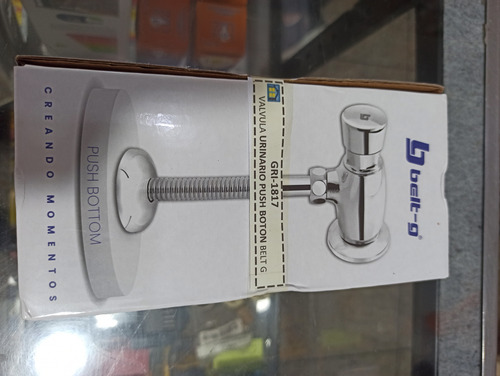 CREANDO MOMENTOS
PUSH BOTTOM
GRI-1817
VALVULA URINARIO PUSH BOTON BELT G
b
belt-g®